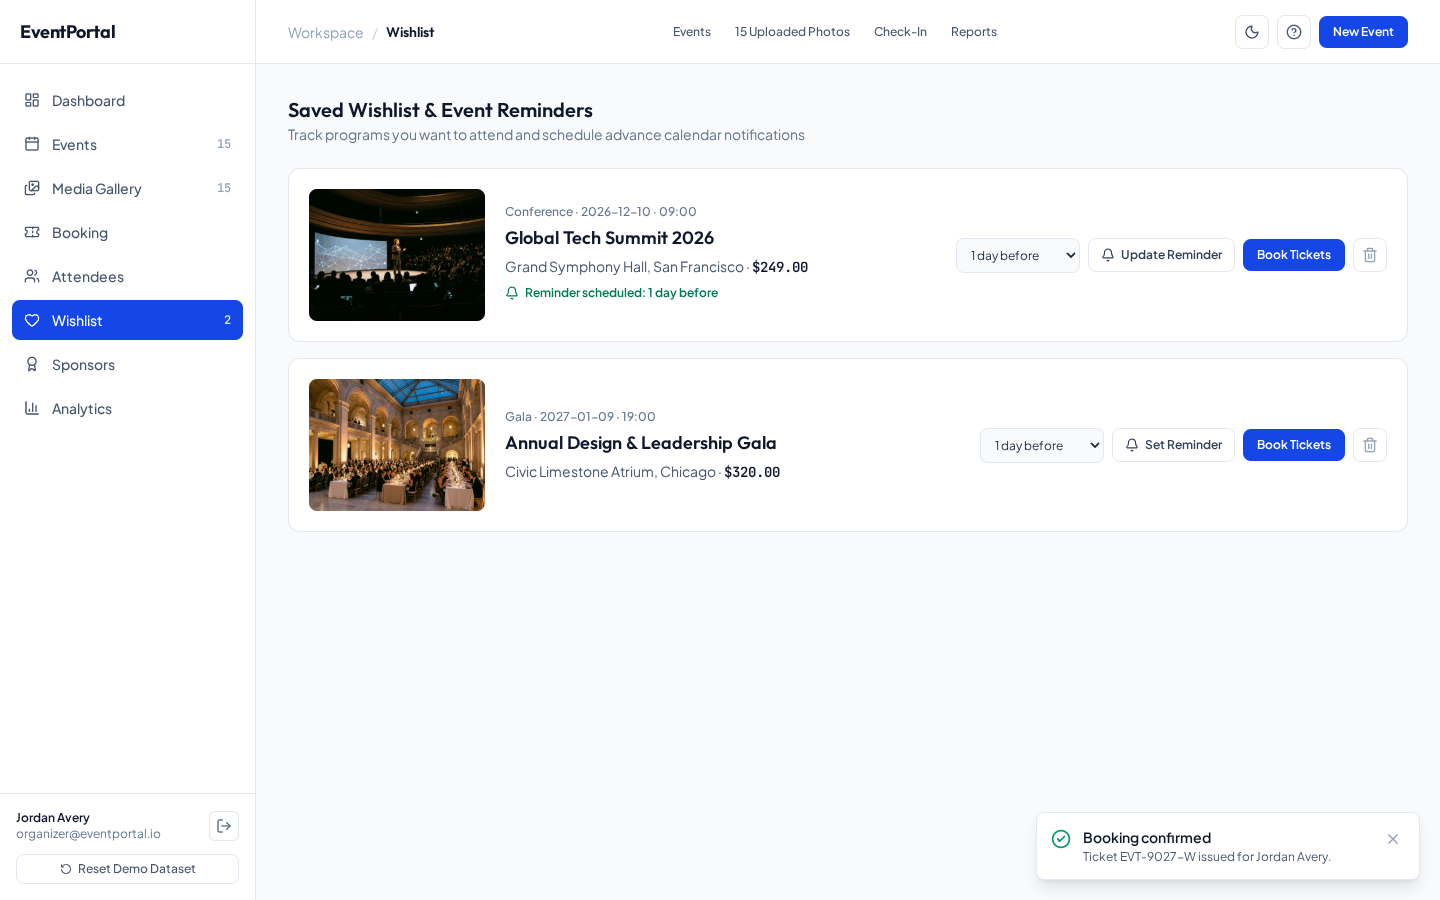 EventPortal
Workspace / Wishlist
Events
15 Uploaded Photos
Check-In
Reports
New Event
Dashboard
Events 15
Media Gallery 15
Booking
Attendees
Wishlist 2
Sponsors
Analytics
Saved Wishlist & Event Reminders
Track programs you want to attend and schedule advance calendar notifications
Conference · 2026-12-10 · 09:00
Global Tech Summit 2026
Grand Symphony Hall, San Francisco · $249.00
Reminder scheduled: 1 day before
1 day before
Update Reminder
Book Tickets
Gala · 2027-01-09 · 19:00
Annual Design & Leadership Gala
Civic Limestone Atrium, Chicago · $320.00
1 day before
Set Reminder
Book Tickets
Jordan Avery
organizer@eventportal.io
Reset Demo Dataset
Booking confirmed
Ticket EVT-9027-W issued for Jordan Avery.